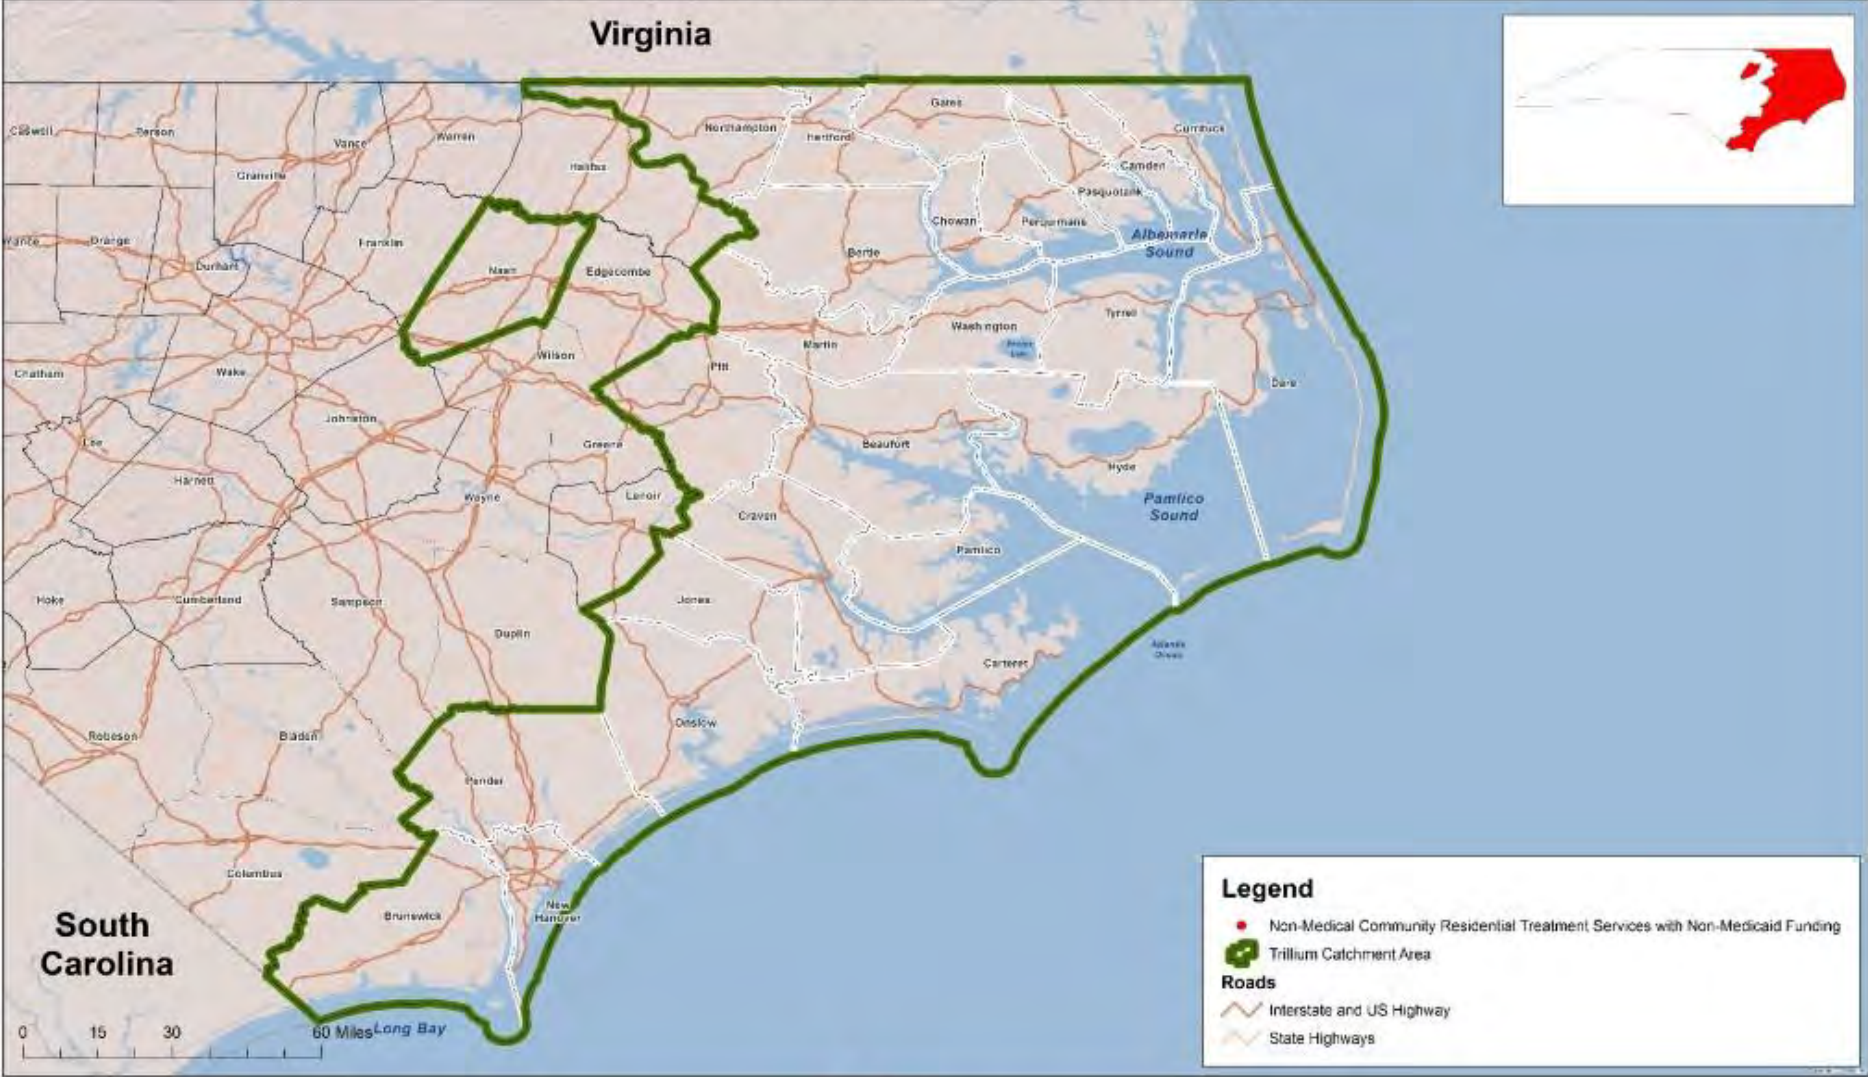 Virginia
Gates
Northampton
Hertford
Currituck
Caswell
Person
Vance
Warren
Halifax
Camden
Granville
Pasquotank
Chowan
Perquimans
Albemarle
Sound
Orange
Franklin
Durham
Nash
Edgecombe
Bertie
Washington
Tyrrell
Martin
Wilson
Pitt
Chatham
Wake
Dare
Johnston
Lee
Greene
Beaufort
Hyde
Harnett
Wayne
Lenoir
Craven
Pamlico
Sound
Pamlico
Hoke
Cumberland
Sampson
Jones
Duplin
Atlantic
Ocean
Carteret
Onslow
Robeson
Bladen
Pender
Columbus
Brunswick
New
Hanover
South
Carolina
Long Bay
0 15 30 60 Miles
Legend
Non-Medical Community Residential Treatment Services with Non-Medicaid Funding
Trillium Catchment Area
Roads
Interstate and US Highway
State Highways